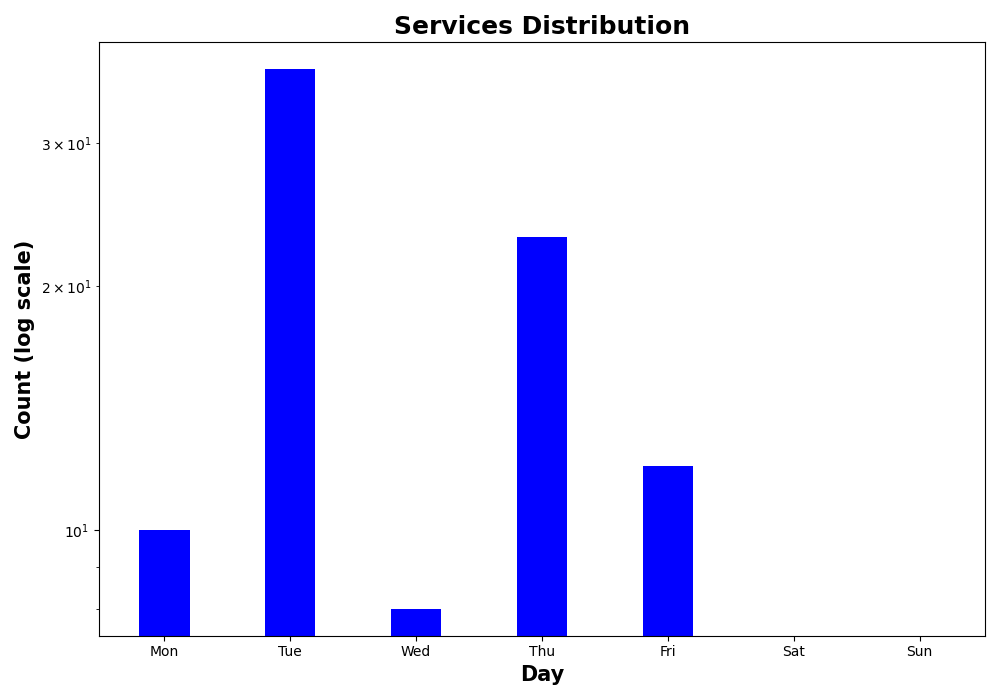 Services Distribution
Count (log scale)
3 × 10¹
2 × 10¹
10¹
Mon Tue Wed Thu Fri Sat Sun
Day